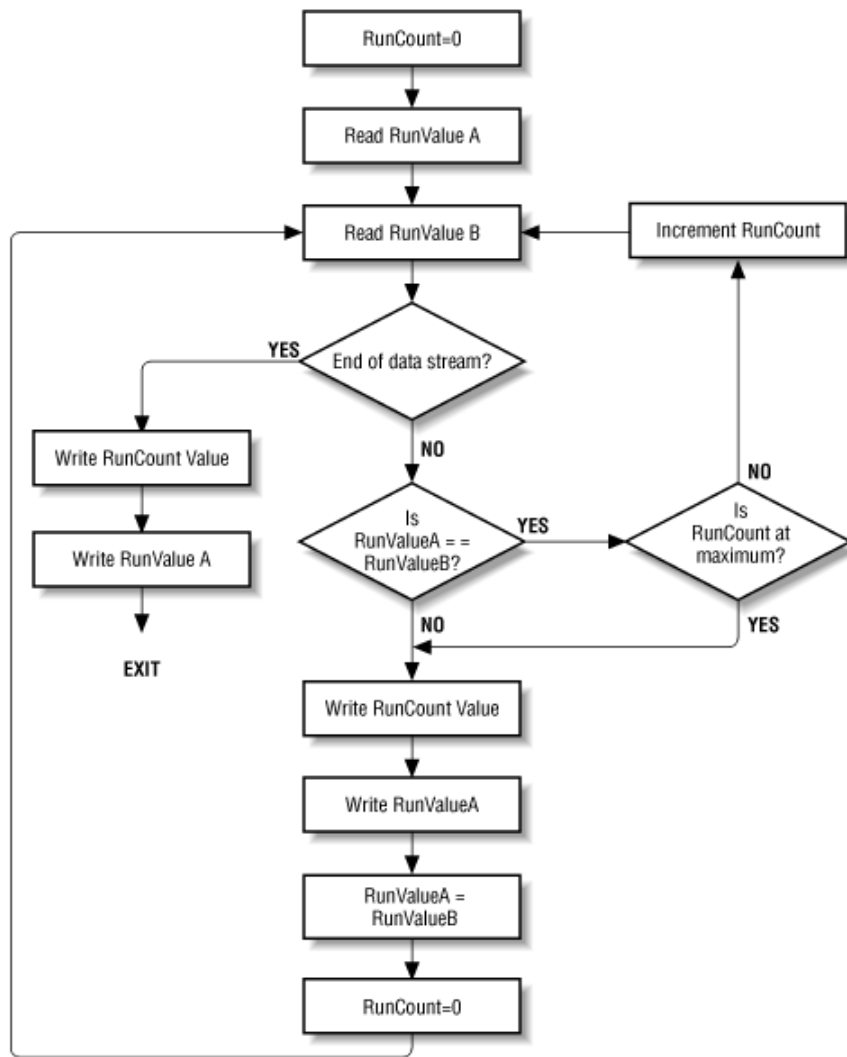 RunCount=0
Read RunValue A
Read RunValue B
Increment RunCount
End of data stream?
YES
NO
Write RunCount Value
Write RunValue A
EXIT
Is
RunValueA = =
RunValueB?
YES
NO
Is
RunCount at
maximum?
NO
YES
Write RunCount Value
Write RunValueA
RunValueA =
RunValueB
RunCount=0